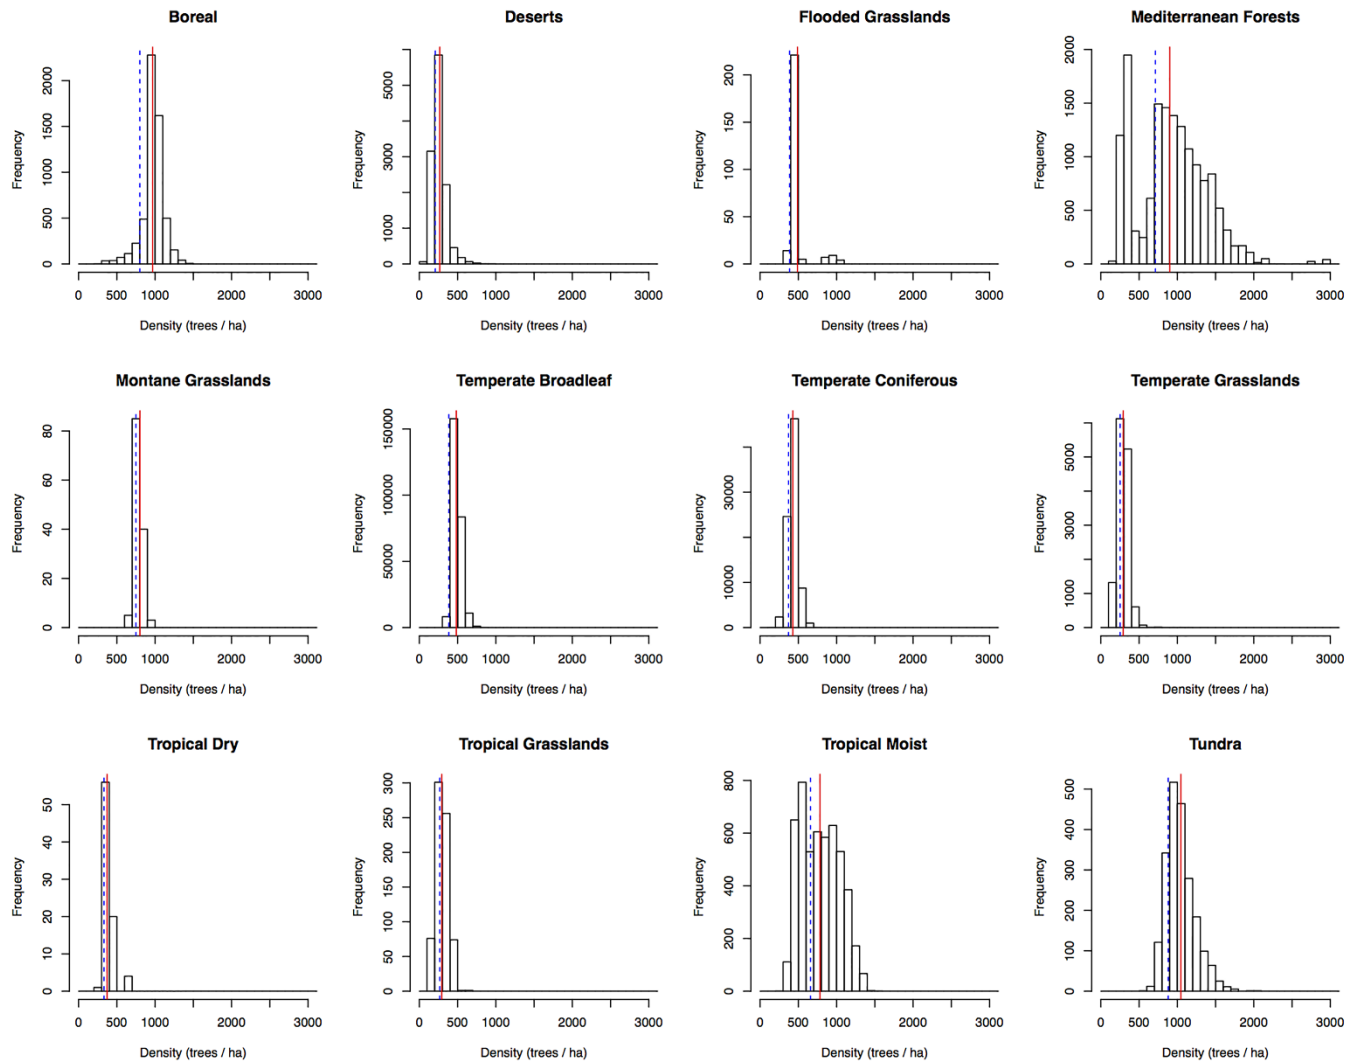 Boreal
Frequency
0 500 1000 1500 2000
0 500 1000 2000 3000
Density (trees / ha)
Deserts
Frequency
0 1000 3000 5000
0 500 1000 2000 3000
Density (trees / ha)
Flooded Grasslands
Frequency
0 50 100 150 200
0 500 1000 2000 3000
Density (trees / ha)
Mediterranean Forests
Frequency
0 500 1000 1500 2000
0 500 1000 2000 3000
Density (trees / ha)
Montane Grasslands
Frequency
0 20 40 60 80
0 500 1000 2000 3000
Density (trees / ha)
Temperate Broadleaf
Frequency
0 50000 100000 150000
0 500 1000 2000 3000
Density (trees / ha)
Temperate Coniferous
Frequency
0 10000 30000
0 500 1000 2000 3000
Density (trees / ha)
Temperate Grasslands
Frequency
0 1000 3000 5000
0 500 1000 2000 3000
Density (trees / ha)
Tropical Dry
Frequency
0 10 20 30 40 50
0 500 1000 2000 3000
Density (trees / ha)
Tropical Grasslands
Frequency
0 50 100 150 200 250 300
0 500 1000 2000 3000
Density (trees / ha)
Tropical Moist
Frequency
0 200 400 600 800
0 500 1000 2000 3000
Density (trees / ha)
Tundra
Frequency
0 100 200 300 400 500
0 500 1000 2000 3000
Density (trees / ha)